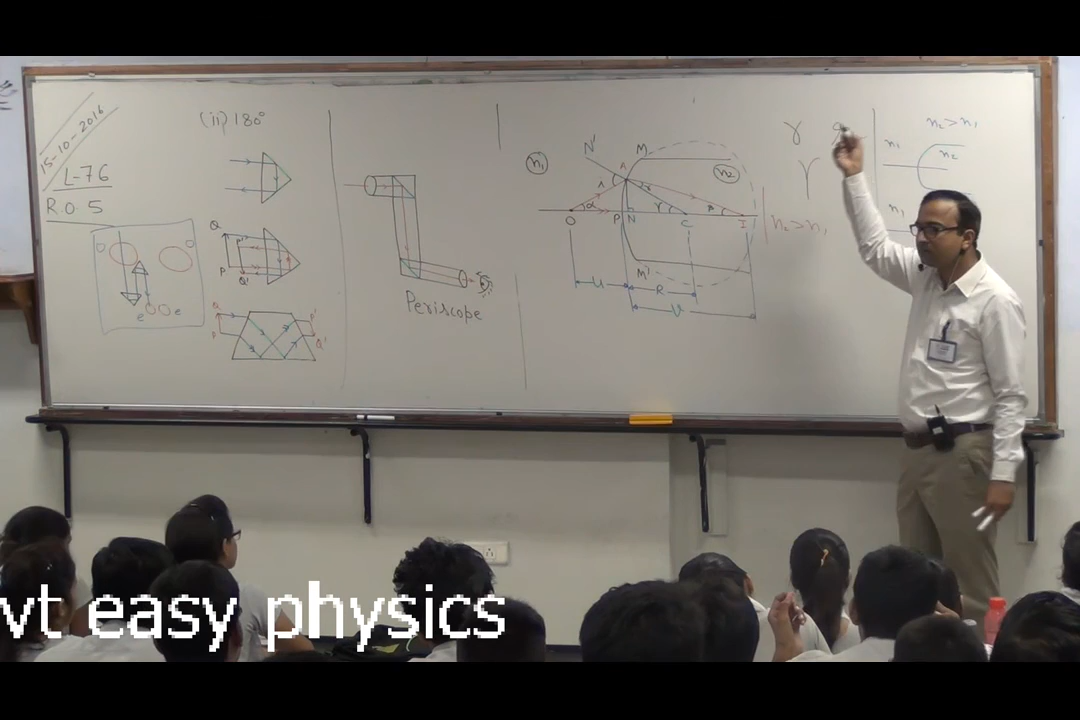 15-10-2016
L-76
R.O.5
e e
(ii) 180°
Q
P
P'
Q'
Q
P
P'
Q'
Periscope
n₁
N'
M
A
n₂
O
α
r
γ
β
P
N
C
I
M'
u
R
v
n₂>n₁
γ
γ
n₂>n₁
n₁
n₂
n₁
vt easy physics